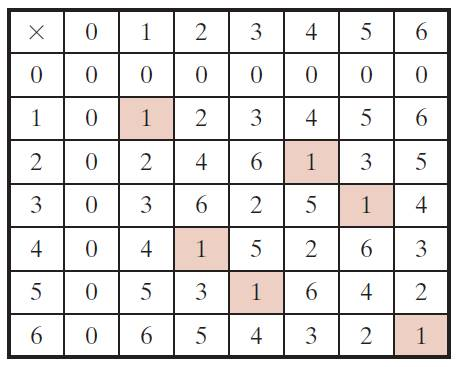 × 0 1 2 3 4 5 6
0 0 0 0 0 0 0 0
1 0 1 2 3 4 5 6
2 0 2 4 6 1 3 5
3 0 3 6 2 5 1 4
4 0 4 1 5 2 6 3
5 0 5 3 1 6 4 2
6 0 6 5 4 3 2 1